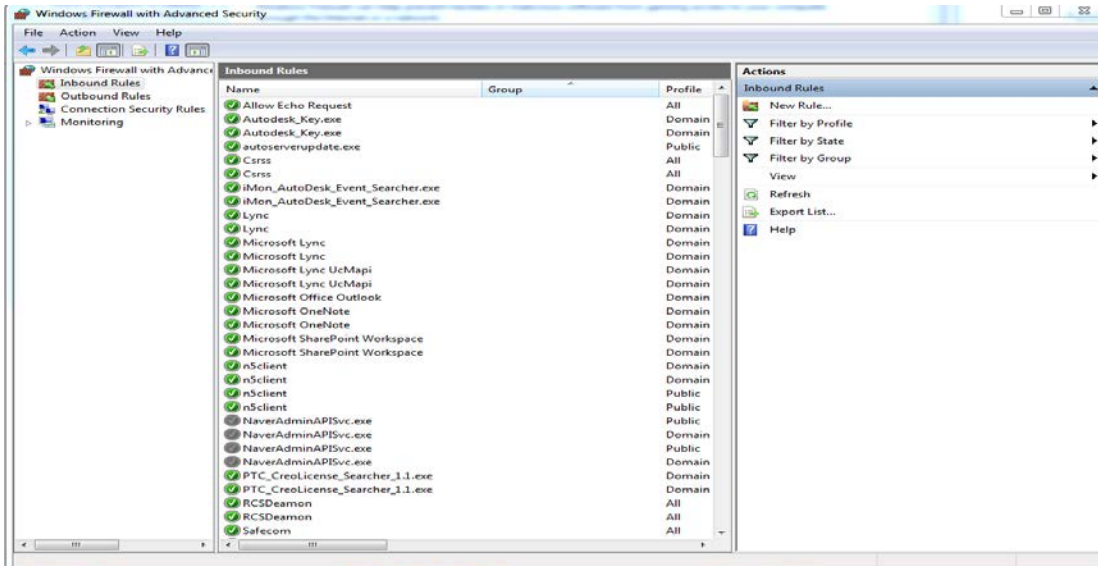 Windows Firewall with Advanced Security
File Action View Help
Windows Firewall with Advance
Inbound Rules
Outbound Rules
Connection Security Rules
Monitoring
Inbound Rules
Name Group Profile
Allow Echo Request All
Autodesk_Key.exe Domain
Autodesk_Key.exe Domain
autoserverupdate.exe Public
Csrss All
Csrss All
iMon_AutoDesk_Event_Searcher.exe Domain
iMon_AutoDesk_Event_Searcher.exe Domain
Lync Domain
Lync Domain
Microsoft Lync Domain
Microsoft Lync Domain
Microsoft Lync UcMapi Domain
Microsoft Lync UcMapi Domain
Microsoft Office Outlook Domain
Microsoft OneNote Domain
Microsoft OneNote Domain
Microsoft SharePoint Workspace Domain
Microsoft SharePoint Workspace Domain
n5client Domain
n5client Domain
n5client Public
n5client Public
NaverAdminAPISvc.exe Public
NaverAdminAPISvc.exe Domain
NaverAdminAPISvc.exe Public
NaverAdminAPISvc.exe Domain
PTC_CreoLicense_Searcher_1.1.exe Domain
PTC_CreoLicense_Searcher_1.1.exe Domain
RCSDeamon All
RCSDeamon All
Safecom All
Actions
Inbound Rules
New Rule...
Filter by Profile
Filter by State
Filter by Group
View
Refresh
Export List...
Help